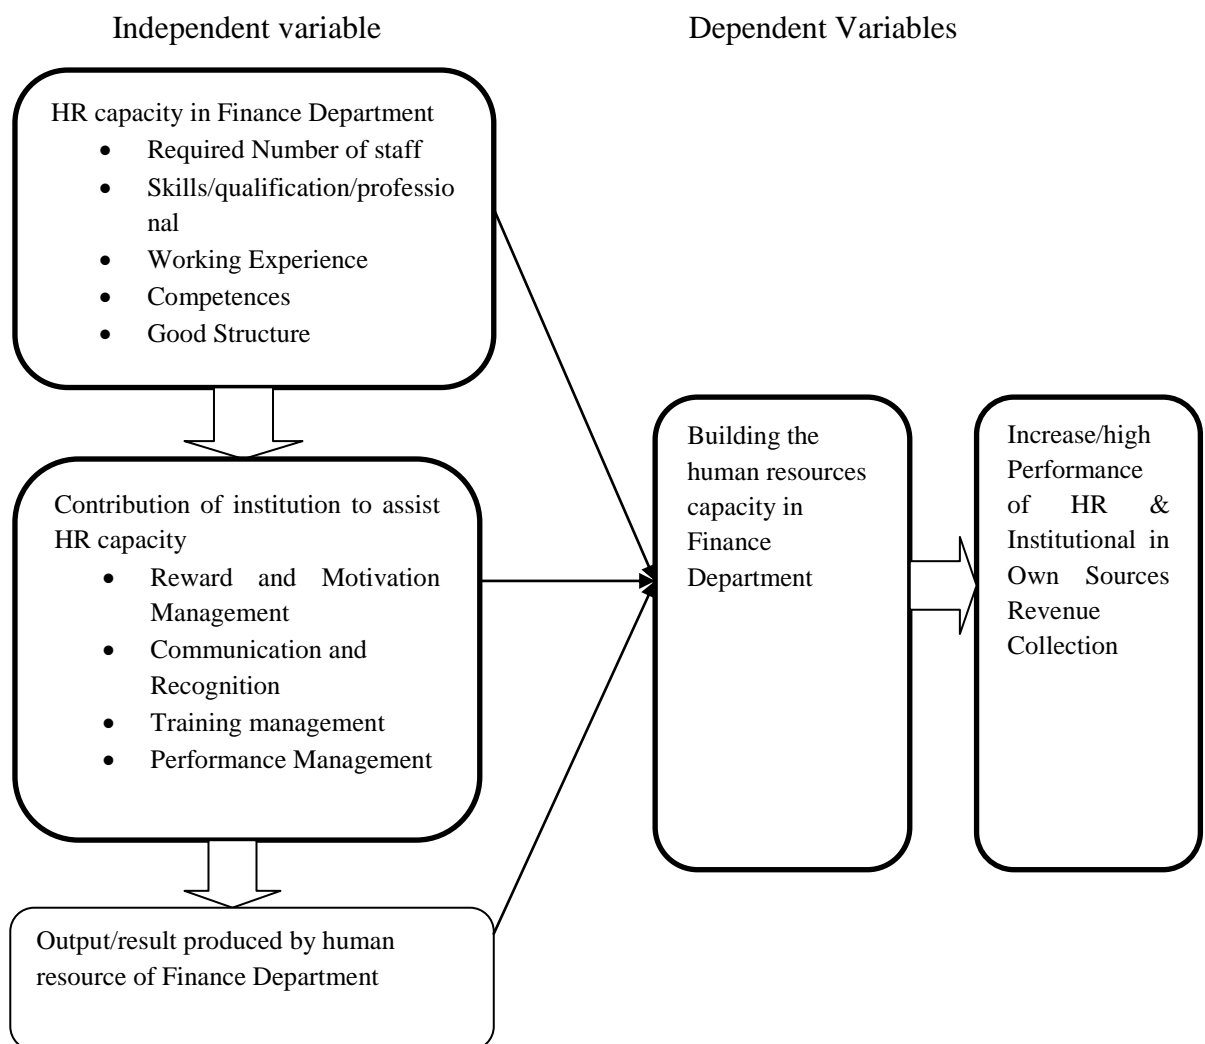 Independent variable
Dependent Variables
HR capacity in Finance Department
• Required Number of staff
• Skills/qualification/professio
nal
• Working Experience
• Competences
• Good Structure
Contribution of institution to assist
HR capacity
• Reward and Motivation
Management
• Communication and
Recognition
• Training management
• Performance Management
Output/result produced by human
resource of Finance Department
Building the
human resources
capacity in
Finance
Department
Increase/high
Performance
of HR &
Institutional in
Own Sources
Revenue
Collection